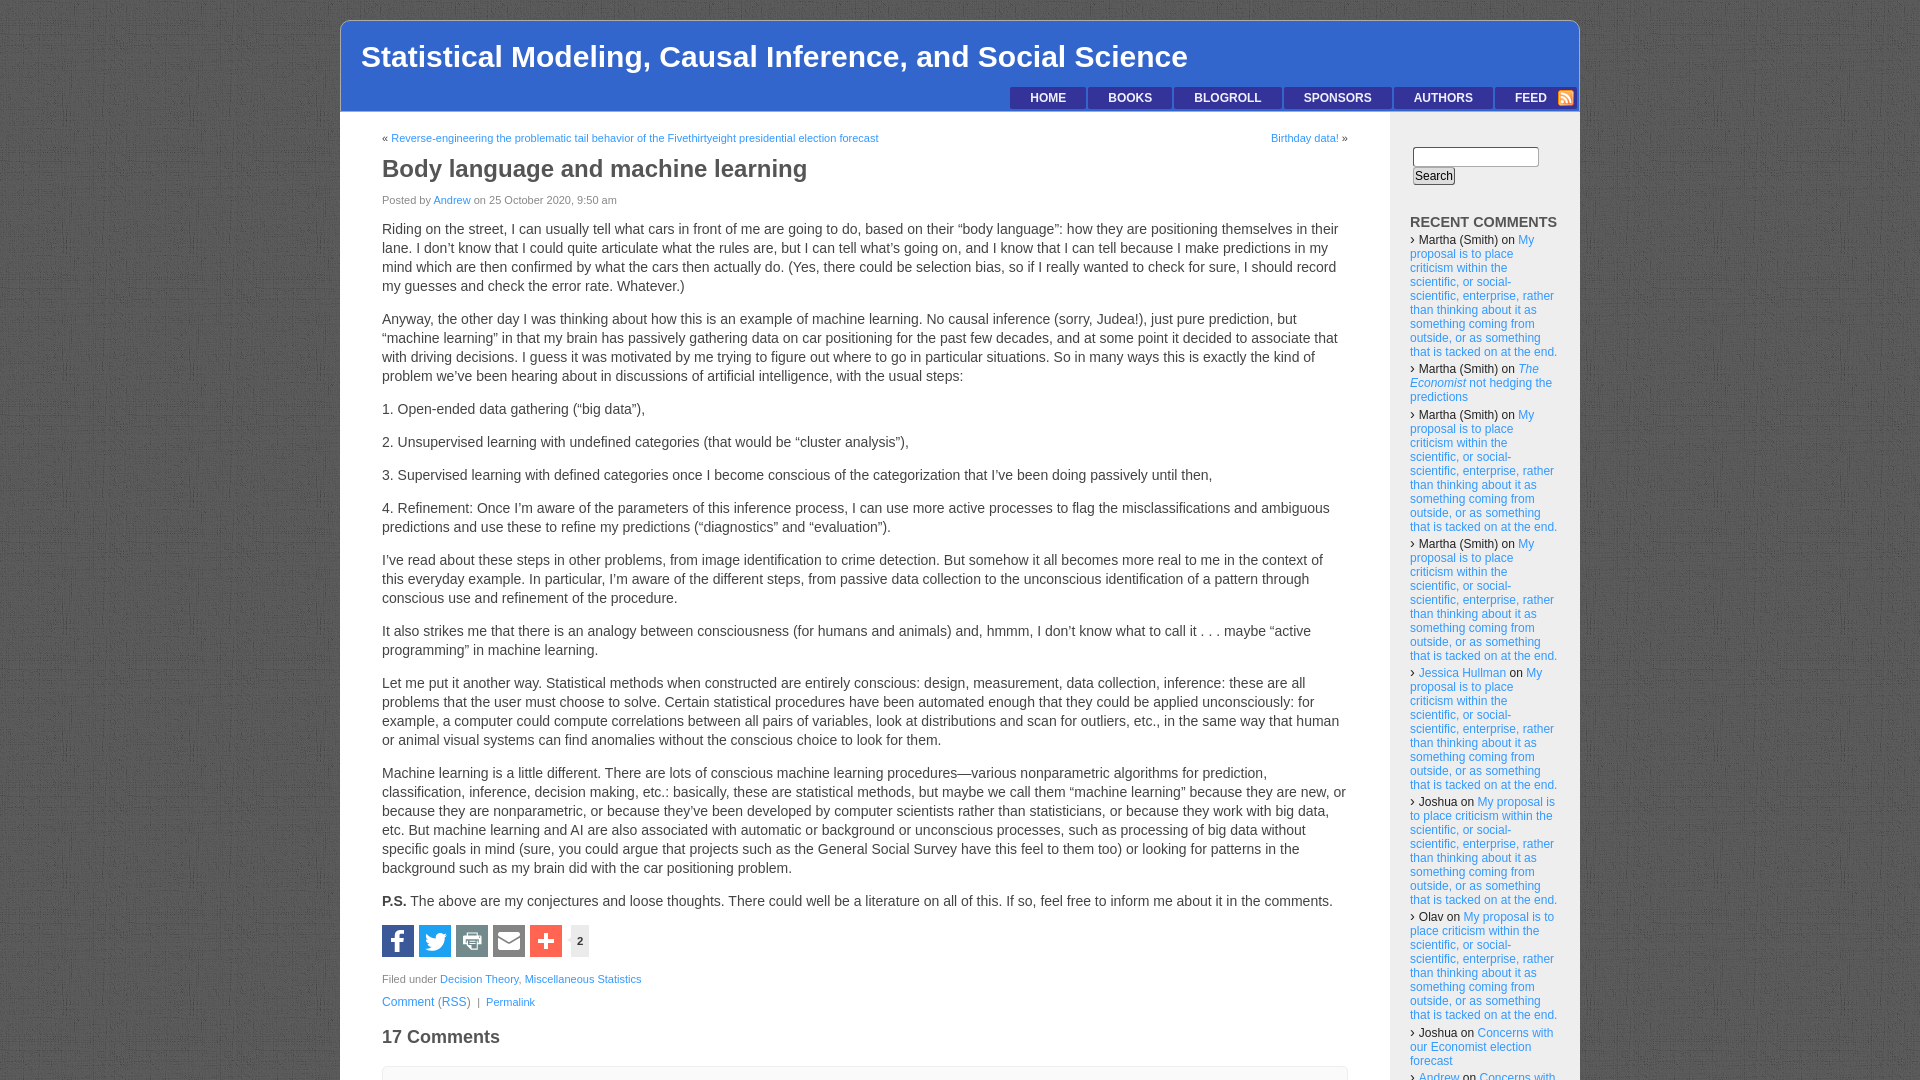 Statistical Modeling, Causal Inference, and Social Science
HOME
BOOKS
BLOGROLL
SPONSORS
AUTHORS
FEED
« Reverse-engineering the problematic tail behavior of the Fivethirtyeight presidential election forecast
Birthday data! »
Body language and machine learning
Posted by Andrew on 25 October 2020, 9:50 am
Riding on the street, I can usually tell what cars in front of me are going to do, based on their “body language”: how they are positioning themselves in their
lane. I don’t know that I could quite articulate what the rules are, but I can tell what’s going on, and I know that I can tell because I make predictions in my
mind which are then confirmed by what the cars then actually do. (Yes, there could be selection bias, so if I really wanted to check for sure, I should record
my guesses and check the error rate. Whatever.)
Anyway, the other day I was thinking about how this is an example of machine learning. No causal inference (sorry, Judea!), just pure prediction, but
“machine learning” in that my brain has passively gathering data on car positioning for the past few decades, and at some point it decided to associate that
with driving decisions. I guess it was motivated by me trying to figure out where to go in particular situations. So in many ways this is exactly the kind of
problem we’ve been hearing about in discussions of artificial intelligence, with the usual steps:
1. Open-ended data gathering (“big data”),
2. Unsupervised learning with undefined categories (that would be “cluster analysis”),
3. Supervised learning with defined categories once I become conscious of the categorization that I’ve been doing passively until then,
4. Refinement: Once I’m aware of the parameters of this inference process, I can use more active processes to flag the misclassifications and ambiguous
predictions and use these to refine my predictions (“diagnostics” and “evaluation”).
I’ve read about these steps in other problems, from image identification to crime detection. But somehow it all becomes more real to me in the context of
this everyday example. In particular, I’m aware of the different steps, from passive data collection to the unconscious identification of a pattern through
conscious use and refinement of the procedure.
It also strikes me that there is an analogy between consciousness (for humans and animals) and, hmmm, I don’t know what to call it . . . maybe “active
programming” in machine learning.
Let me put it another way. Statistical methods when constructed are entirely conscious: design, measurement, data collection, inference: these are all
problems that the user must choose to solve. Certain statistical procedures have been automated enough that they could be applied unconsciously: for
example, a computer could compute correlations between all pairs of variables, look at distributions and scan for outliers, etc., in the same way that human
or animal visual systems can find anomalies without the conscious choice to look for them.
Machine learning is a little different. There are lots of conscious machine learning procedures—various nonparametric algorithms for prediction,
classification, inference, decision making, etc.: basically, these are statistical methods, but maybe we call them “machine learning” because they are new, or
because they are nonparametric, or because they’ve been developed by computer scientists rather than statisticians, or because they work with big data,
etc. But machine learning and AI are also associated with automatic or background or unconscious processes, such as processing of big data without
specific goals in mind (sure, you could argue that projects such as the General Social Survey have this feel to them too) or looking for patterns in the
background such as my brain did with the car positioning problem.
P.S. The above are my conjectures and loose thoughts. There could well be a literature on all of this. If so, feel free to inform me about it in the comments.
2
Filed under Decision Theory, Miscellaneous Statistics
Comment (RSS) | Permalink
17 Comments
Search
RECENT COMMENTS
› Martha (Smith) on My
proposal is to place
criticism within the
scientific, or social-
scientific, enterprise, rather
than thinking about it as
something coming from
outside, or as something
that is tacked on at the end.
› Martha (Smith) on The
Economist not hedging the
predictions
› Martha (Smith) on My
proposal is to place
criticism within the
scientific, or social-
scientific, enterprise, rather
than thinking about it as
something coming from
outside, or as something
that is tacked on at the end.
› Martha (Smith) on My
proposal is to place
criticism within the
scientific, or social-
scientific, enterprise, rather
than thinking about it as
something coming from
outside, or as something
that is tacked on at the end.
› Jessica Hullman on My
proposal is to place
criticism within the
scientific, or social-
scientific, enterprise, rather
than thinking about it as
something coming from
outside, or as something
that is tacked on at the end.
› Joshua on My proposal is
to place criticism within the
scientific, or social-
scientific, enterprise, rather
than thinking about it as
something coming from
outside, or as something
that is tacked on at the end.
› Olav on My proposal is to
place criticism within the
scientific, or social-
scientific, enterprise, rather
than thinking about it as
something coming from
outside, or as something
that is tacked on at the end.
› Joshua on Concerns with
our Economist election
forecast
› Andrew on Concerns with